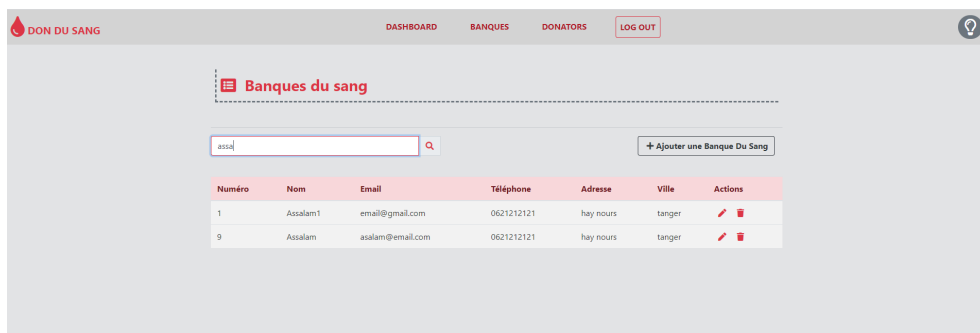 DON DU SANG DASHBOARD BANQUES DONATORS LOG OUT
Banques du sang
assa + Ajouter une Banque Du Sang
Numéro Nom Email Téléphone Adresse Ville Actions
1 Assalam1 email@gmail.com 0621212121 hay nours tanger
9 Assalam asalam@email.com 0621212121 hay nours tanger